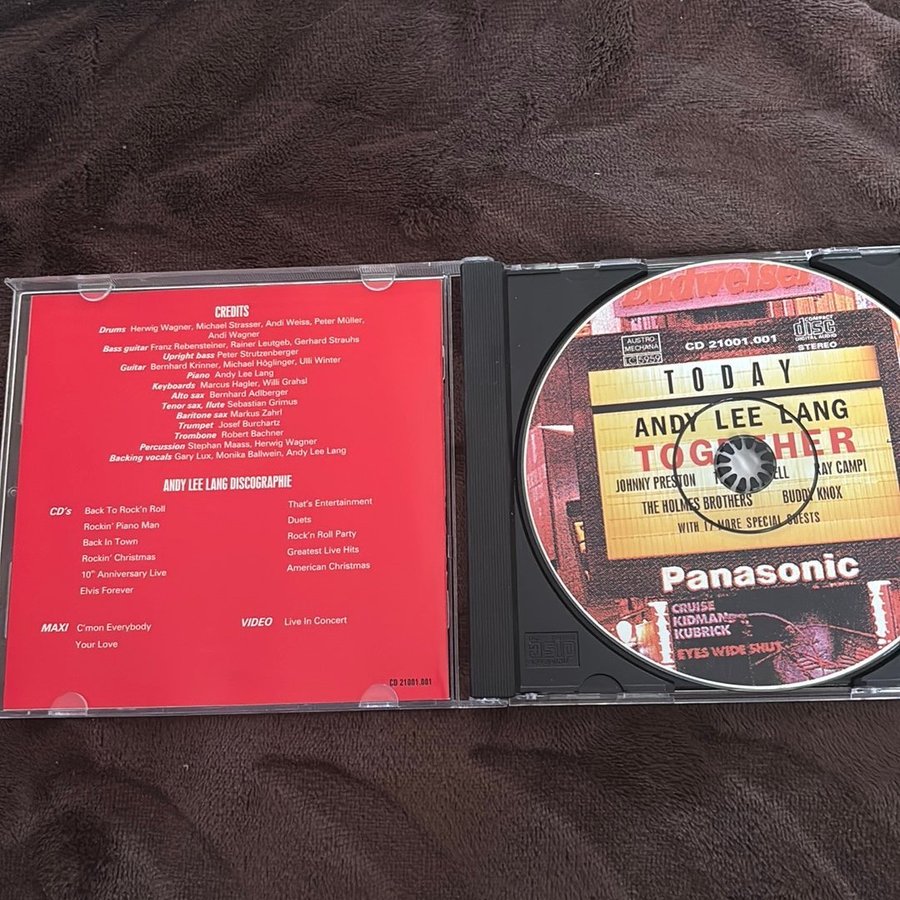 CREDITS
Drums Herwig Wagner, Michael Strasser, Andi Weiss, Peter Müller,
Andi Wagner
Bass guitar Franz Rebensteiner, Rainer Leutgeb, Gerhard Strauhs
Upright bass Peter Strutzenberger
Guitar Bernhard Krinner, Michael Höglinger, Ulli Winter
Piano Andy Lee Lang
Keyboards Marcus Hagler, Willi Grahsl
Alto sax Bernhard Adlberger
Tenor sax, flute Sebastian Grimus
Baritone sax Markus Zahrl
Trumpet Josef Burchartz
Trombone Robert Bachner
Percussion Stephan Maass, Herwig Wagner
Backing vocals Gary Lux, Monika Ballwein, Andy Lee Lang
ANDY LEE LANG DISCOGRAPHIE
CD's Back To Rock'n Roll
Rockin' Piano Man
Back In Town
Rockin' Christmas
10th Anniversary Live
Elvis Forever
That's Entertainment
Duets
Rock'n Roll Party
Greatest Live Hits
American Christmas
MAXI C'mon Everybody
Your Love
VIDEO Live In Concert
CD 21001.001
Budweiser
AUSTRO
MECHANA
LC 5959
CD 21001.001
COMPACT
disc
DIGITAL AUDIO
STEREO
TODAY
ANDY LEE LANG
TOGETHER
JOHNNY PRESTON ELL RAY CAMPI
THE HOLMES BROTHERS BUDDY KNOX
WITH MORE SPECIAL GUESTS
Panasonic
CRUISE
KIDMAN
KUBRICK
EYES WIDE SHUT
disc